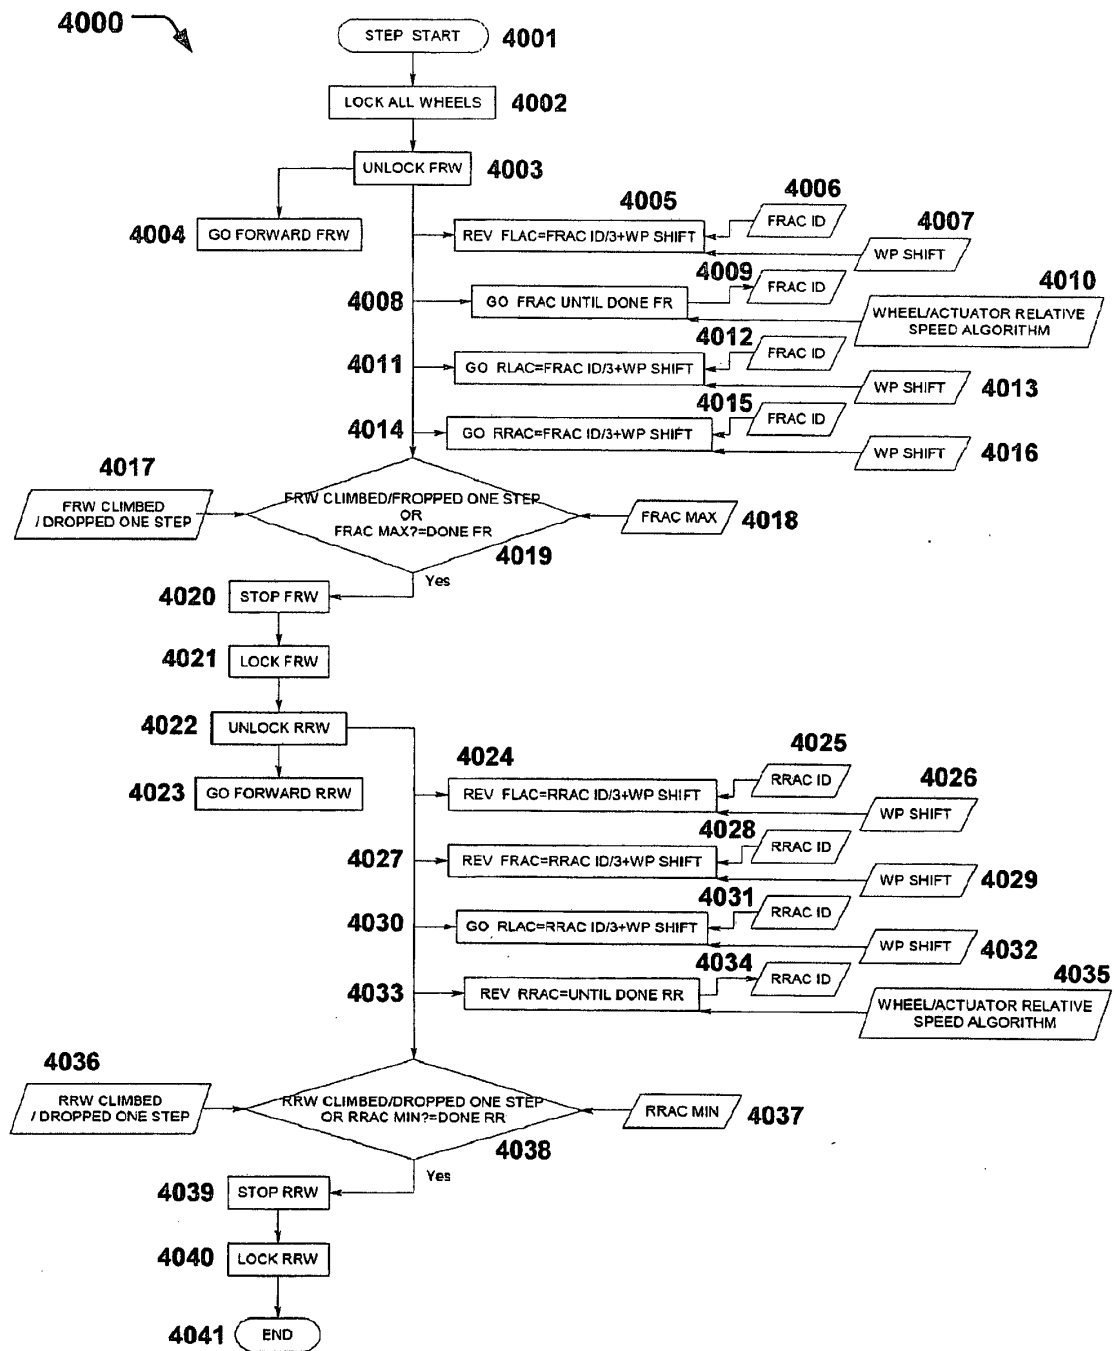 4000
STEP START
4001
LOCK ALL WHEELS
4002
UNLOCK FRW
4003
4004
GO FORWARD FRW
4005
REV FLAC=FRAC ID/3+WP SHIFT
4006
FRAC ID
4007
WP SHIFT
4008
GO FRAC UNTIL DONE FR
4009
FRAC ID
4010
WHEEL/ACTUATOR RELATIVE
SPEED ALGORITHM
4011
GO RLAC=FRAC ID/3+WP SHIFT
4012
FRAC ID
WP SHIFT
4013
4014
GO RRAC=FRAC ID/3+WP SHIFT
4015
FRAC ID
WP SHIFT
4016
4017
FRW CLIMBED
/DROPPED ONE STEP
FRW CLIMBED/FROPPED ONE STEP
OR
FRAC MAX?=DONE FR
4019
FRAC MAX
4018
Yes
4020
STOP FRW
4021
LOCK FRW
4022
UNLOCK RRW
4023
GO FORWARD RRW
4024
REV FLAC=RRAC ID/3+WP SHIFT
4025
RRAC ID
4026
WP SHIFT
4027
REV FRAC=RRAC ID/3+WP SHIFT
4028
RRAC ID
WP SHIFT
4029
4030
GO RLAC=RRAC ID/3+WP SHIFT
4031
RRAC ID
WP SHIFT
4032
4033
REV RRAC=UNTIL DONE RR
4034
RRAC ID
4035
WHEEL/ACTUATOR RELATIVE
SPEED ALGORITHM
4036
RRW CLIMBED
/ DROPPED ONE STEP
RRW CLIMBED/DROPPED ONE STEP
OR RRAC MIN?=DONE RR
4038
RRAC MIN
4037
Yes
4039
STOP RRW
4040
LOCK RRW
4041
END